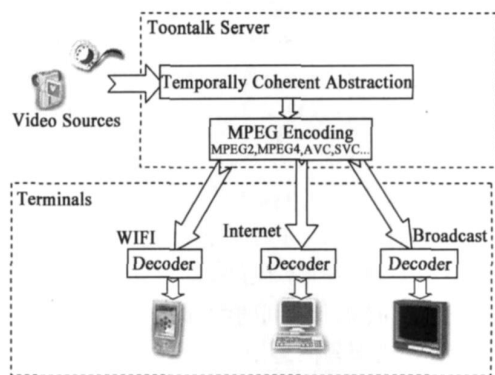 Toontalk Server
Temporally Coherent Abstraction
Video Sources
MPEG Encoding
MPEG2,MPEG4,AVC,SVC...
Terminals
WIFI
Internet
Broadcast
Decoder
Decoder
Decoder